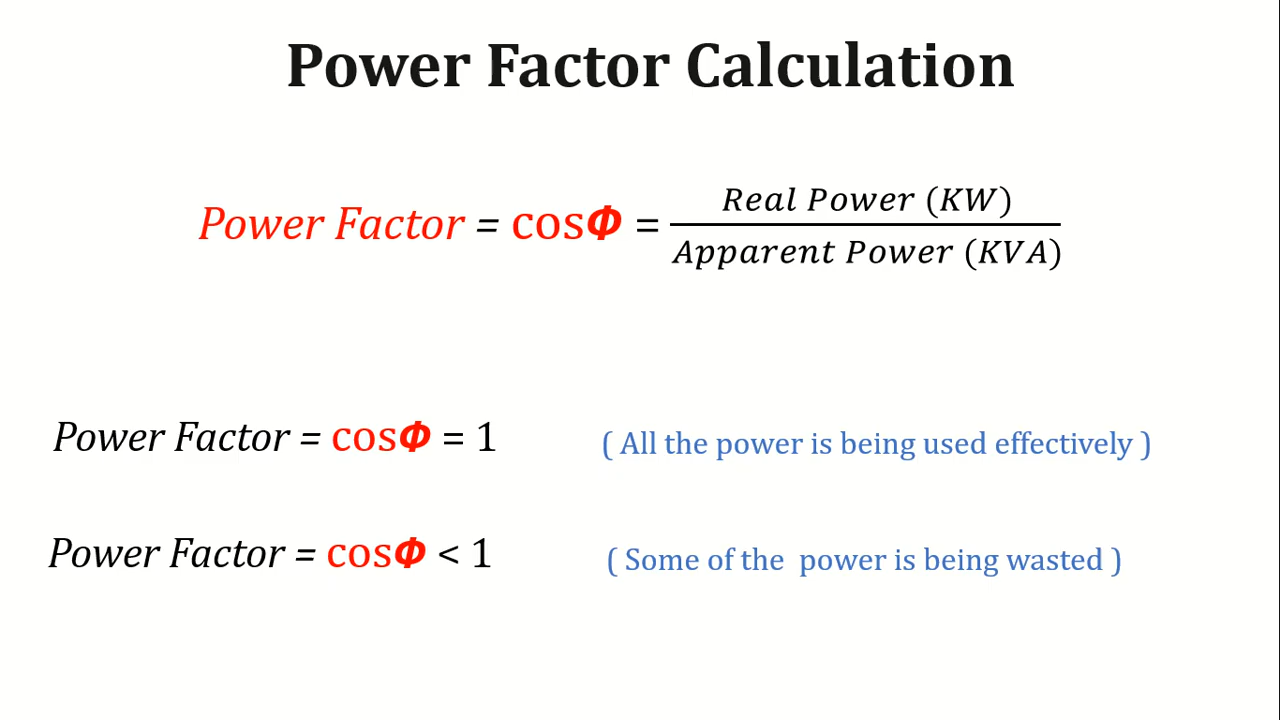 Power Factor Calculation
Power Factor = cosΦ = Real Power (KW) / Apparent Power (KVA)
Power Factor = cosΦ = 1 ( All the power is being used effectively )
Power Factor = cosΦ < 1 ( Some of the power is being wasted )